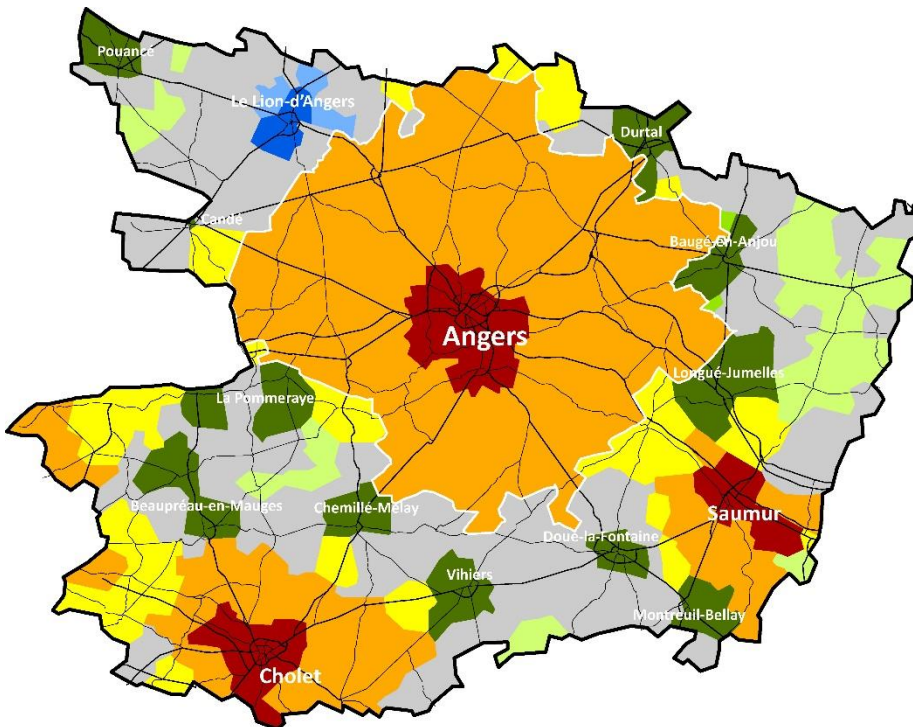 Pouancé
Le Lion-d'Angers
Durtal
Candé
Baugé-en-Anjou
Angers
Longué-Jumelles
La Pommeraye
Beaupréau-en-Mauges
Chemillé-Melay
Saumur
Doué-la-Fontaine
Vihiers
Montreuil-Bellay
Cholet